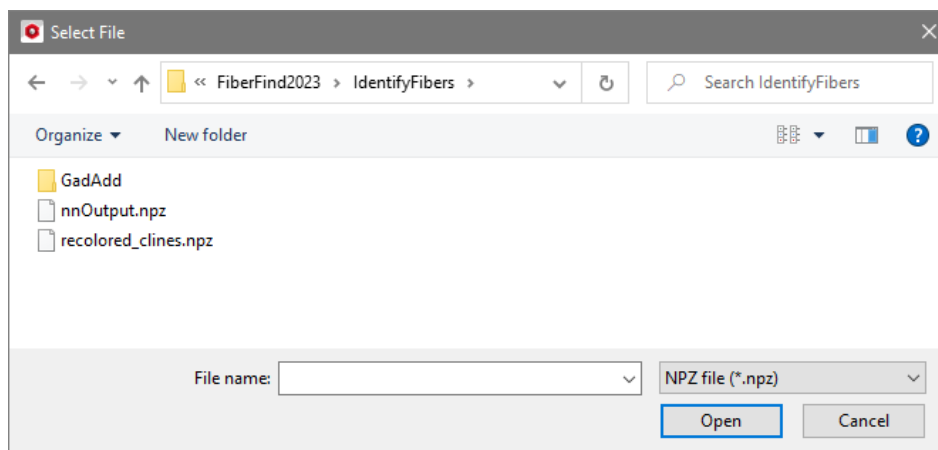 Select File
« FiberFind2023 > IdentifyFibers >
Search IdentifyFibers
Organize
New folder
?
GadAdd
nnOutput.npz
recolored_clines.npz
File name:
NPZ file (*.npz)
Open
Cancel